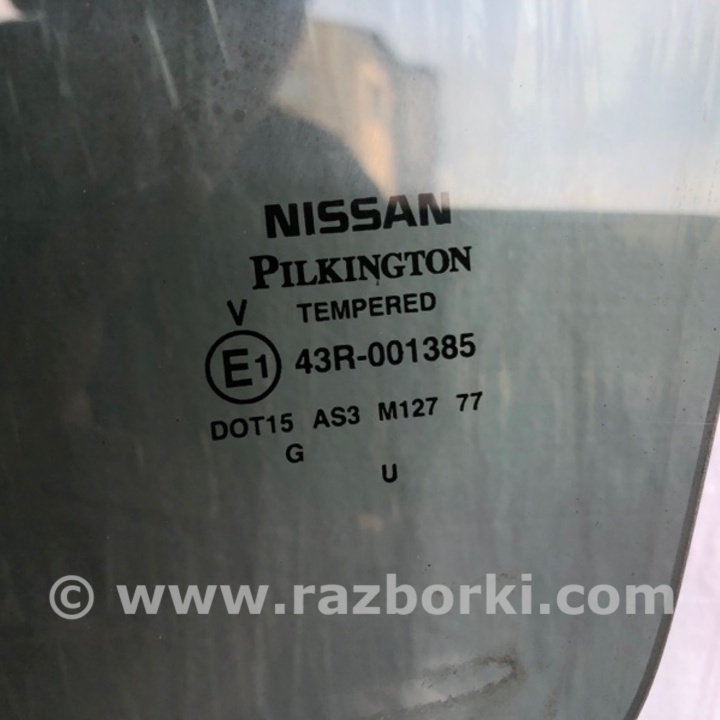 NISSAN
PILKINGTON
V TEMPERED
E1 43R-001385
DOT15 AS3 M127 77
G
U
© www.razborki.com